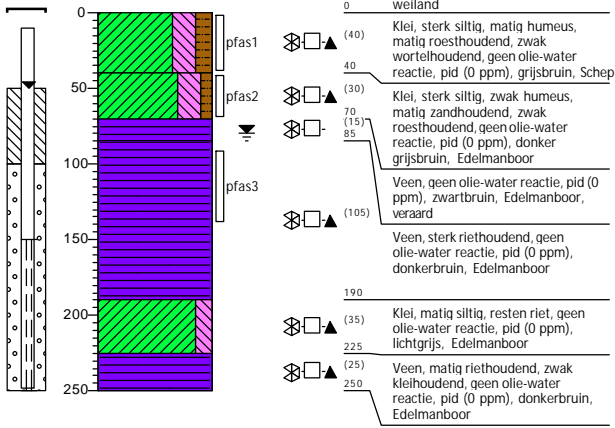 0 weiland
Klei, sterk siltig, matig humeus,
(40) matig roesthoudend, zwak
wortelhoudend, geen olie-water
reactie, pid (0 ppm), grijsbruin, Schep
40
(30) Klei, sterk siltig, zwak humeus,
matig zandhoudend, zwak
70 roesthoudend, geen olie-water
(15) reactie, pid (0 ppm), donker
85 grijsbruin, Edelmanboor
Veen, geen olie-water reactie, pid (0
ppm), zwartbruin, Edelmanboor,
veraard
(105)
Veen, sterk riethoudend, geen
olie-water reactie, pid (0 ppm),
donkerbruin, Edelmanboor
190
Klei, matig siltig, resten riet, geen
(35) olie-water reactie, pid (0 ppm),
lichtgrijs, Edelmanboor
225
(25) Veen, matig riethoudend, zwak
kleihoudend, geen olie-water
250 reactie, pid (0 ppm), donkerbruin,
Edelmanboor
0
50
100
150
200
250
pfas1
pfas2
pfas3